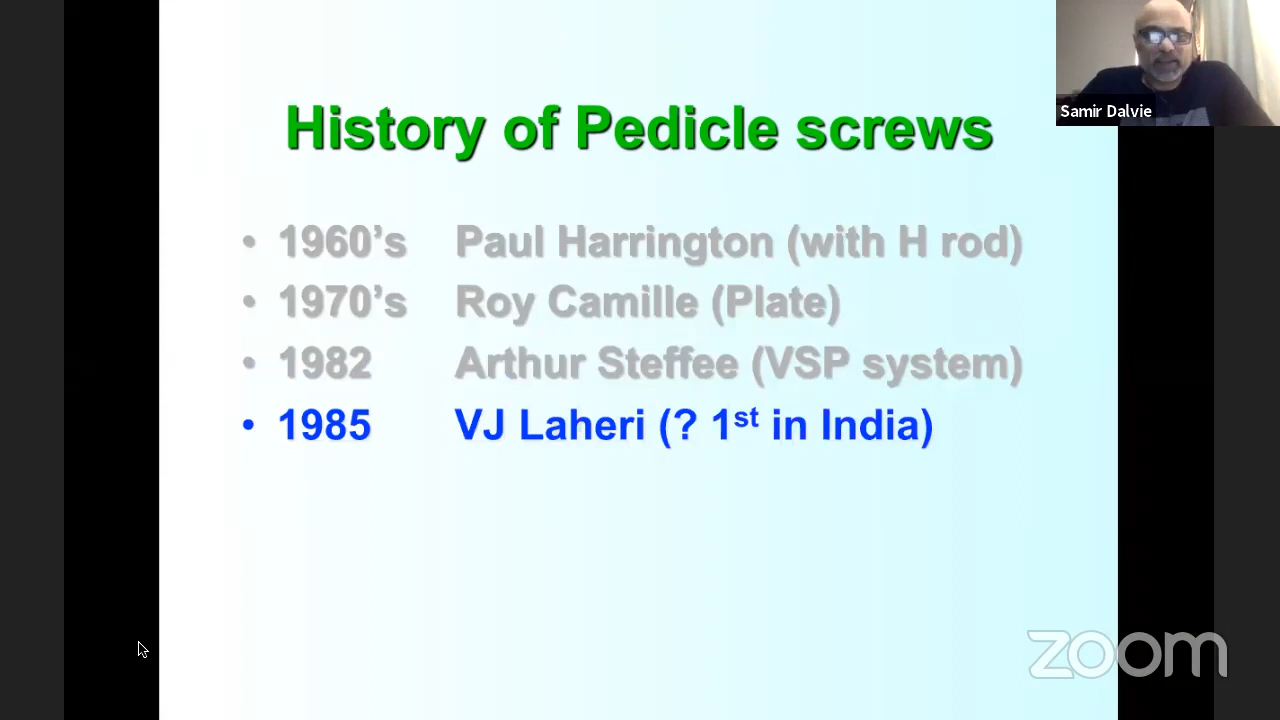 Samir Dalvie
History of Pedicle screws
• 1960’s Paul Harrington (with H rod)
• 1970’s Roy Camille (Plate)
• 1982 Arthur Steffee (VSP system)
• 1985 VJ Laheri (? 1st in India)
zoom